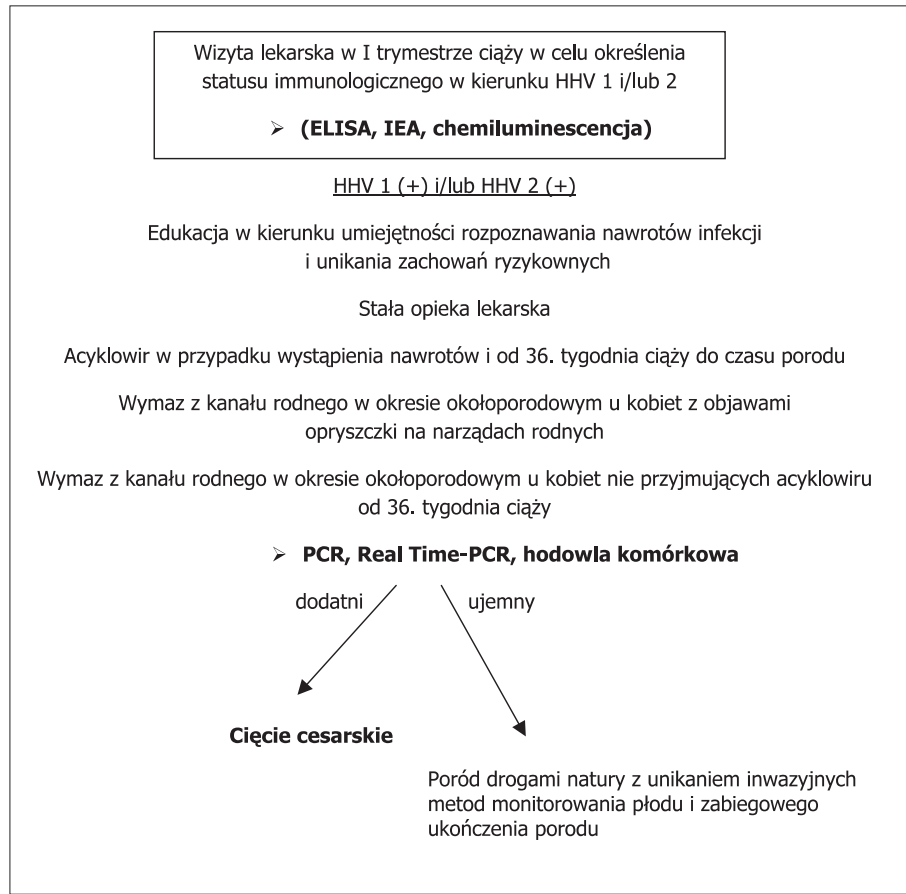 Wizyta lekarska w I trymestrze ciąży w celu określenia
statusu immunologicznego w kierunku HHV 1 i/lub 2
➢ (ELISA, IEA, chemiluminescencja)
HHV 1 (+) i/lub HHV 2 (+)
Edukacja w kierunku umiejętności rozpoznawania nawrotów infekcji
i unikania zachowań ryzykownych
Stała opieka lekarska
Acyklowir w przypadku wystąpienia nawrotów i od 36. tygodnia ciąży do czasu porodu
Wymaz z kanału rodnego w okresie okołoporodowym u kobiet z objawami
opryszczki na narządach rodnych
Wymaz z kanału rodnego w okresie okołoporodowym u kobiet nie przyjmujących acyklowiru
od 36. tygodnia ciąży
➢ PCR, Real Time-PCR, hodowla komórkowa
dodatni ujemny
Cięcie cesarskie
Poród drogami natury z unikaniem inwazyjnych
metod monitorowania płodu i zabiegowego
ukończenia porodu